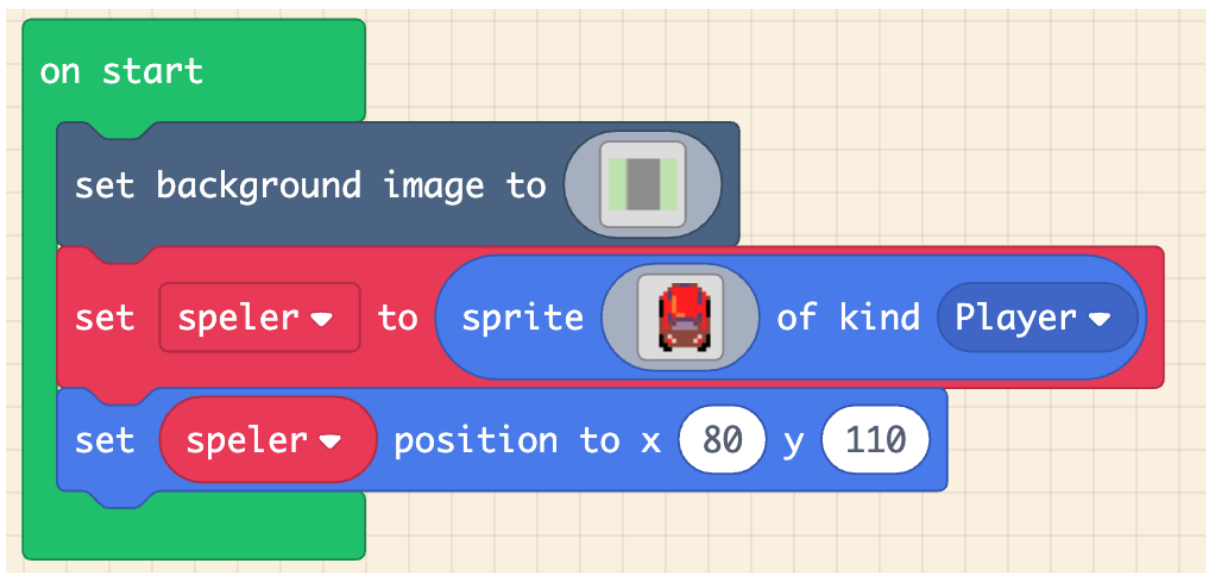 on start
set background image to
set speler to sprite of kind Player
set speler position to x 80 y 110